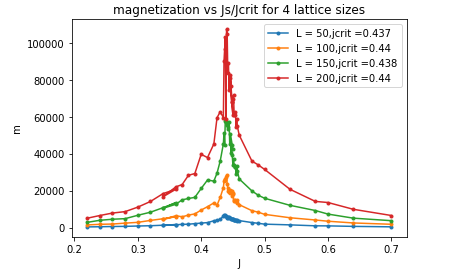 magnetization vs Js/Jcrit for 4 lattice sizes
L = 50,jcrit =0.437
L = 100,jcrit =0.44
L = 150,jcrit =0.438
L = 200,jcrit =0.44
100000
80000
60000
40000
20000
0
m
0.2 0.3 0.4 0.5 0.6 0.7
J